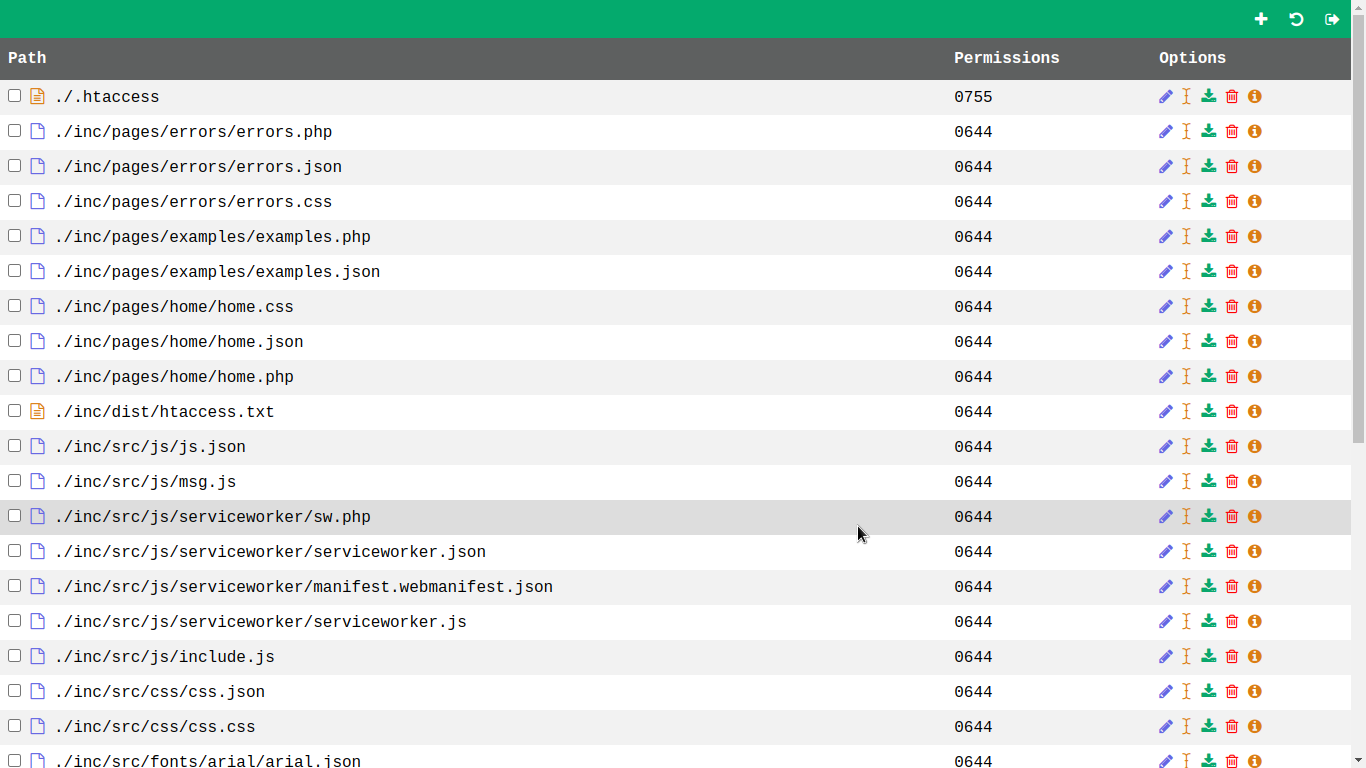 Path Permissions Options
./.htaccess 0755
./inc/pages/errors/errors.php 0644
./inc/pages/errors/errors.json 0644
./inc/pages/errors/errors.css 0644
./inc/pages/examples/examples.php 0644
./inc/pages/examples/examples.json 0644
./inc/pages/home/home.css 0644
./inc/pages/home/home.json 0644
./inc/pages/home/home.php 0644
./inc/dist/htaccess.txt 0644
./inc/src/js/js.json 0644
./inc/src/js/msg.js 0644
./inc/src/js/serviceworker/sw.php 0644
./inc/src/js/serviceworker/serviceworker.json 0644
./inc/src/js/serviceworker/manifest.webmanifest.json 0644
./inc/src/js/serviceworker/serviceworker.js 0644
./inc/src/js/include.js 0644
./inc/src/css/css.json 0644
./inc/src/css/css.css 0644
./inc/src/fonts/arial/arial.json 0644